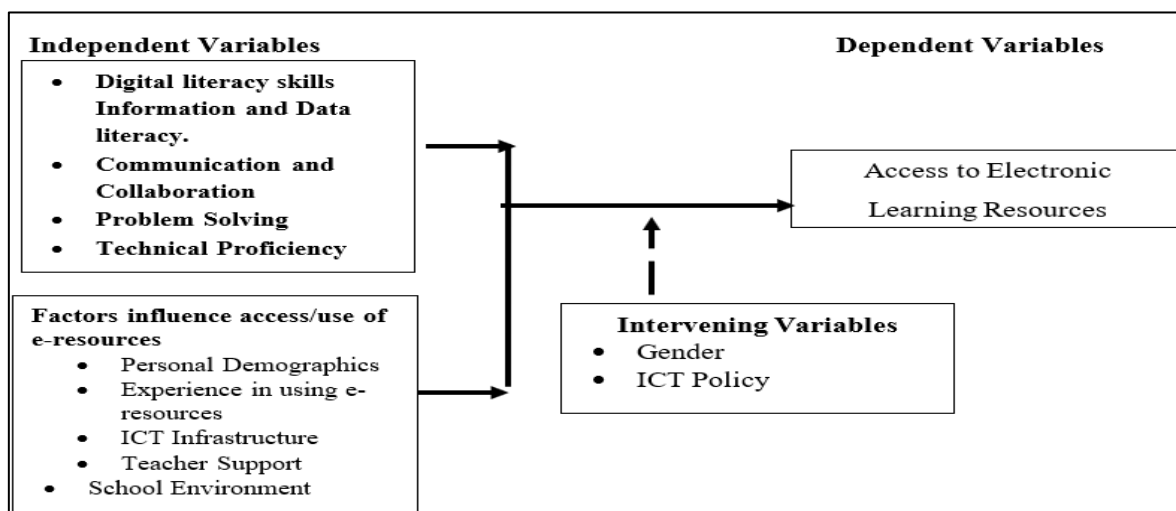 Independent Variables
Dependent Variables
• Digital literacy skills
Information and Data
literacy.
• Communication and
Collaboration
• Problem Solving
• Technical Proficiency
Access to Electronic
Learning Resources
Factors influence access/use of
e-resources
• Personal Demographics
• Experience in using e-
resources
• ICT Infrastructure
• Teacher Support
• School Environment
Intervening Variables
• Gender
• ICT Policy